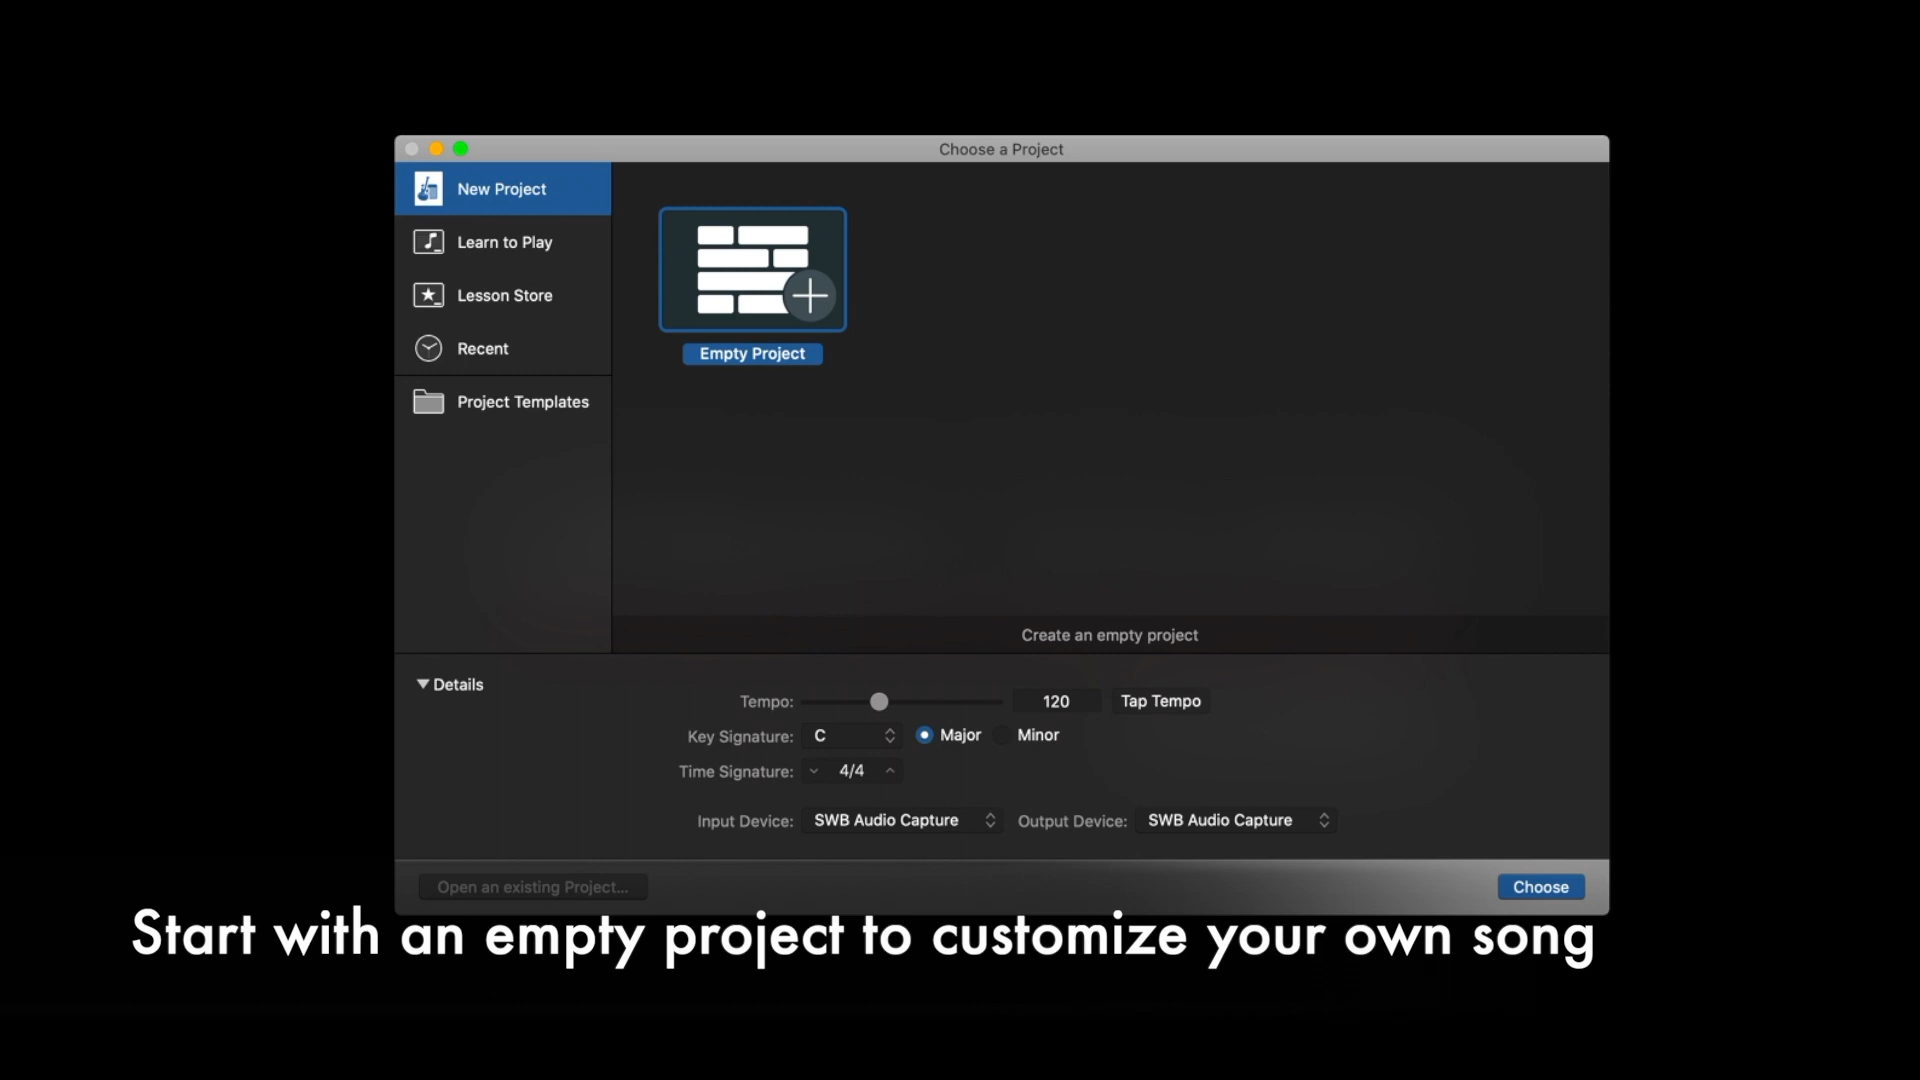 Choose a Project
New Project
Learn to Play
Lesson Store
Recent
Project Templates
Empty Project
Create an empty project
Details
Tempo: 120 Tap Tempo
Key Signature: C Major Minor
Time Signature: 4/4
Input Device: SWB Audio Capture Output Device: SWB Audio Capture
Open an existing Project... Choose
Start with an empty project to customize your own song